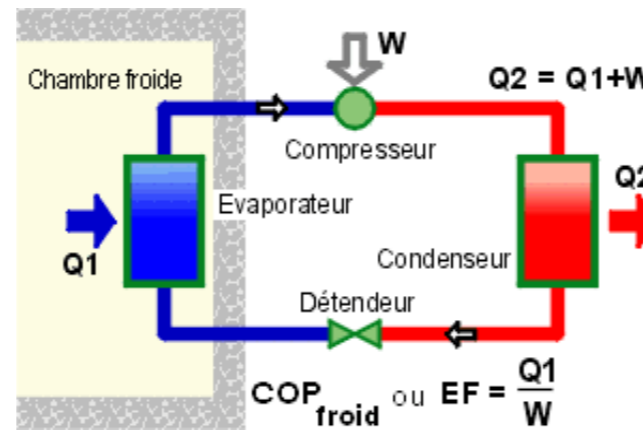 W
Chambre froide
Q2 = Q1+W
Compresseur
Q2
Evaporateur
Q1
Condenseur
Détendeur
COP froid ou EF = Q1
W